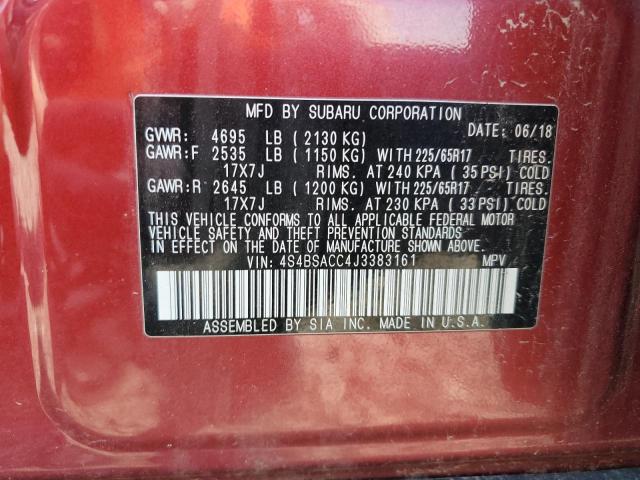 MFD BY SUBARU CORPORATION
GVWR: 4695 LB ( 2130 KG) DATE: 06/18
GAWR:F 2535 LB ( 1150 KG) WITH 225/65R17 TIRES.
17X7J RIMS. AT 240 KPA ( 35 PSI) COLD
GAWR:R 2645 LB ( 1200 KG) WITH 225/65R17 TIRES.
17X7J RIMS. AT 230 KPA ( 33 PSI) COLD
THIS VEHICLE CONFORMS TO ALL APPLICABLE FEDERAL MOTOR
VEHICLE SAFETY AND THEFT PREVENTION STANDARDS
IN EFFECT ON THE DATE OF MANUFACTURE SHOWN ABOVE.
VIN: 4S4BSACC4J3383161 MPV
ASSEMBLED BY SIA INC. MADE IN U.S.A.